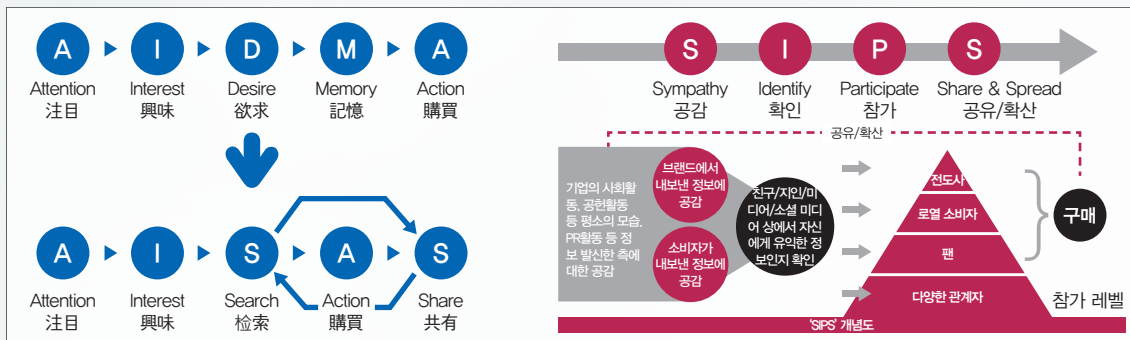 A I D M A
Attention Interest Desire Memory Action
注目 興味 欲求 記憶 購買
A I S A S
Attention Interest Search Action Share
注目 興味 検索 購買 共有
S I P S
Sympathy Identify Participate Share & Spread
공감 확인 참가 공유/확산
공유/확산
기업의 사회활
동, 공헌활동
등 평소의 모습,
PR활동 등 정
보 발신한 측에
대한 공감
브랜드에서
내보낸 정보에
공감
소비자가
내보낸 정보에
공감
친구/지인/미
디어/소셜 미디
어 상에서 자신
에게 유익한 정
보인지 확인
전도사
로열 소비자
팬
다양한 관계자
구매
참가 레벨
'SIPS' 개념도